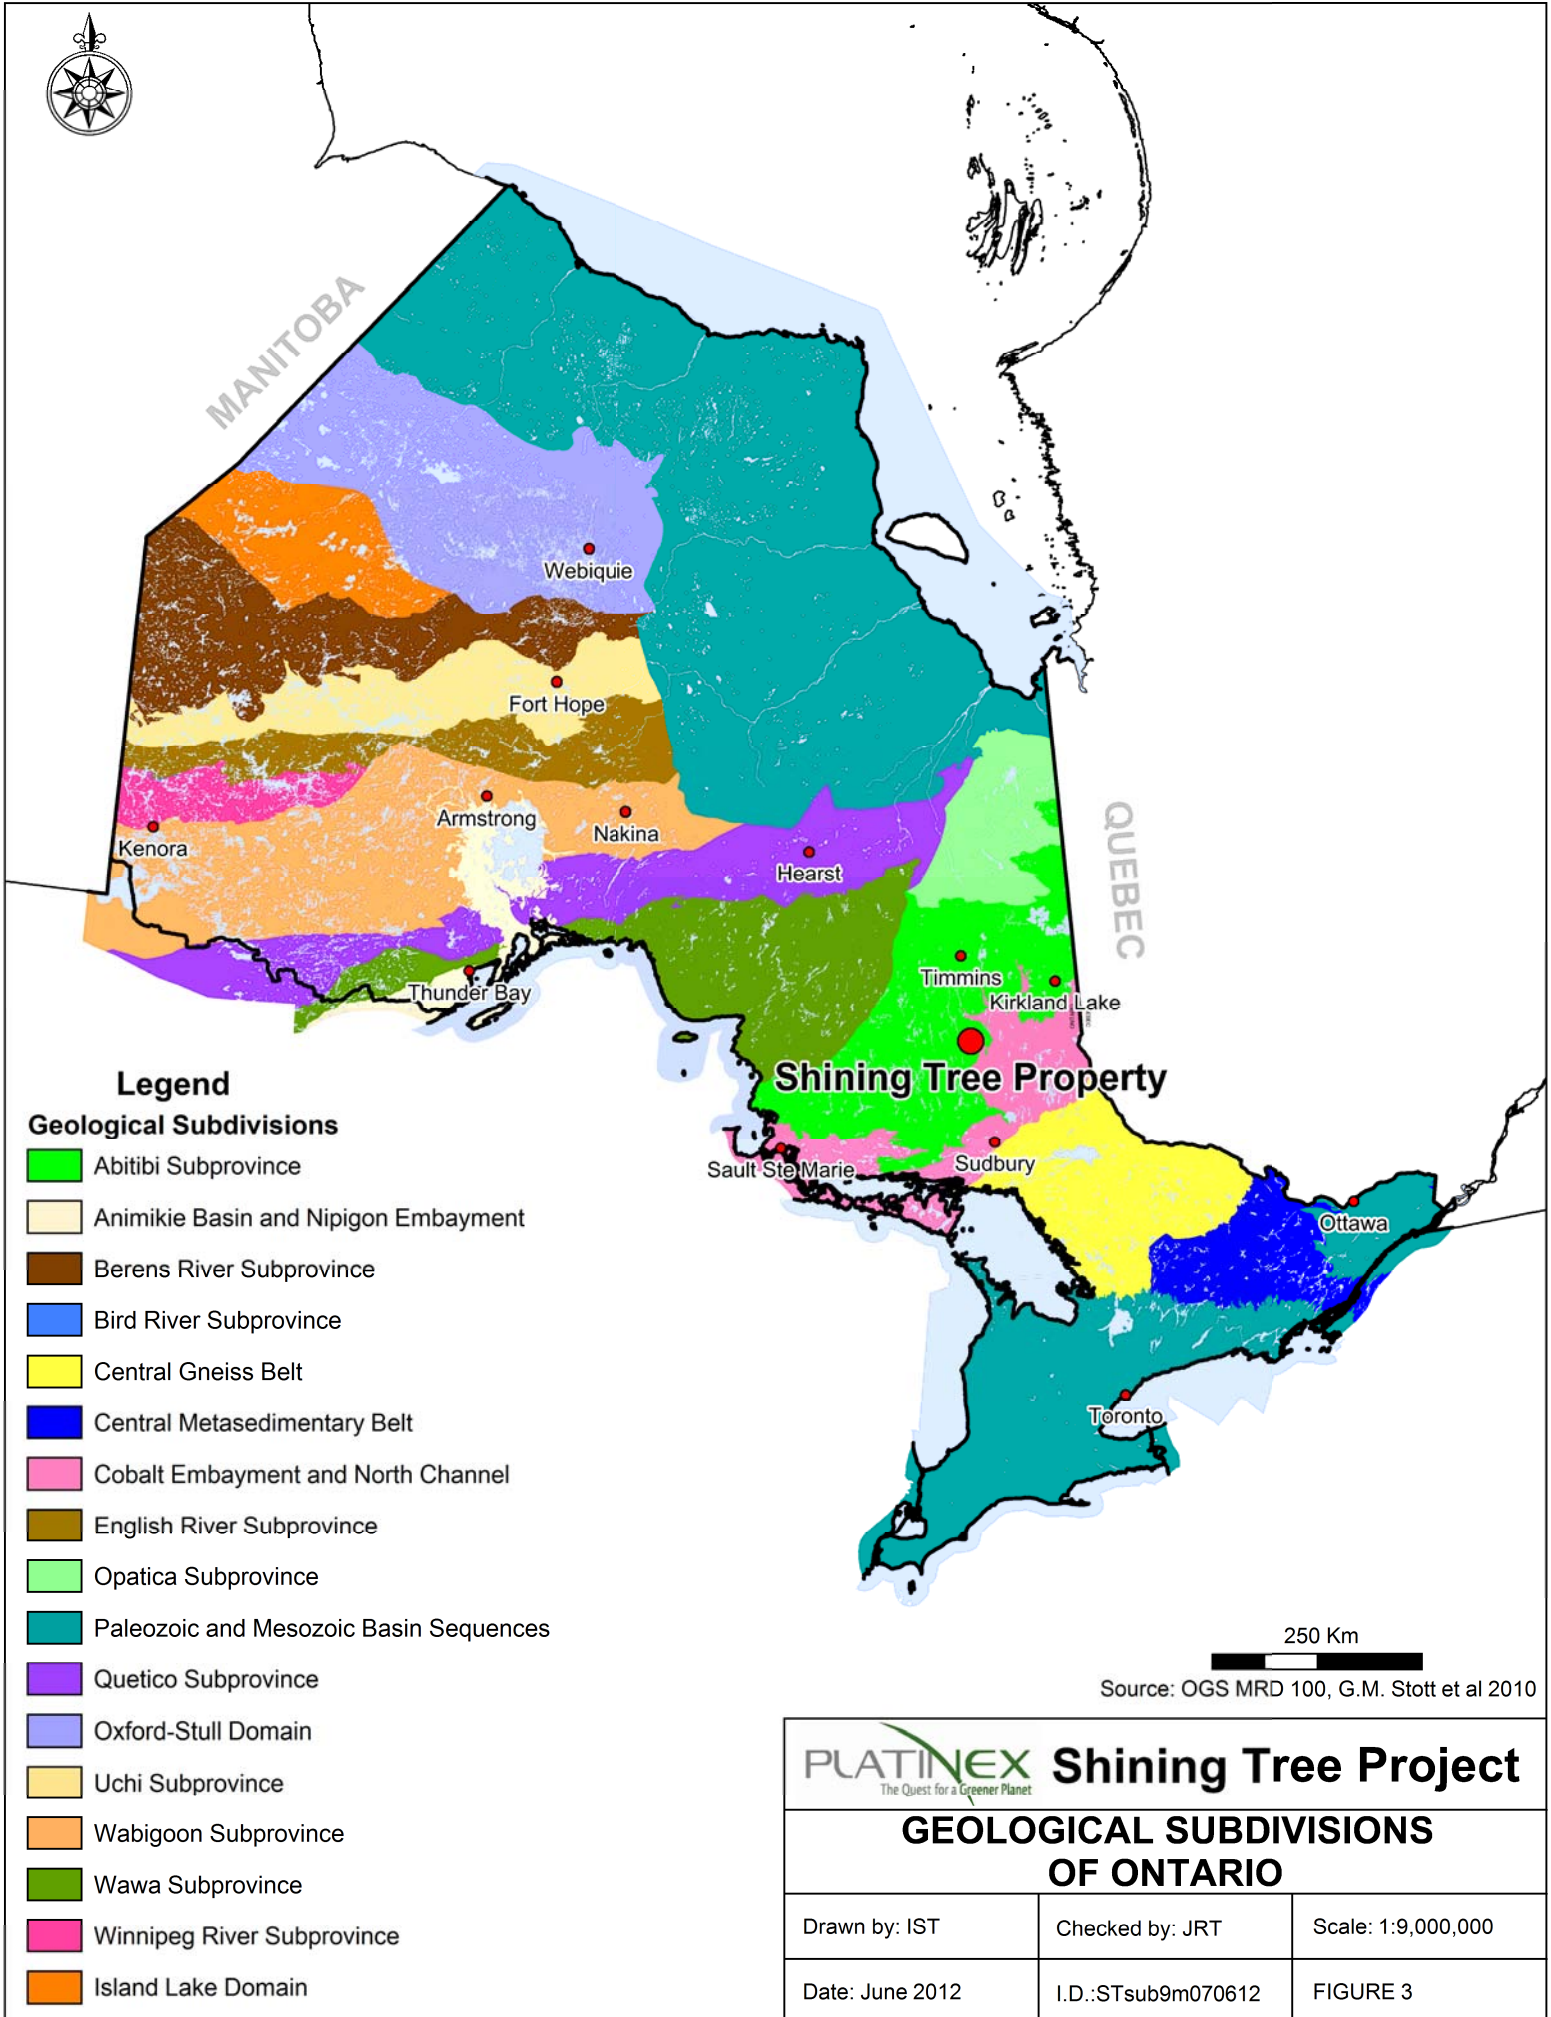 MANITOBA
QUEBEC
Webiquie
Fort Hope
Armstrong
Nakina
Kenora
Hearst
Thunder Bay
Timmins
Kirkland Lake
Shining Tree Property
Sault Ste Marie
Sudbury
Ottawa
Toronto
Legend
Geological Subdivisions
Abitibi Subprovince
Animikie Basin and Nipigon Embayment
Berens River Subprovince
Bird River Subprovince
Central Gneiss Belt
Central Metasedimentary Belt
Cobalt Embayment and North Channel
English River Subprovince
Opatica Subprovince
Paleozoic and Mesozoic Basin Sequences
Quetico Subprovince
Oxford-Stull Domain
Uchi Subprovince
Wabigoon Subprovince
Wawa Subprovince
Winnipeg River Subprovince
Island Lake Domain
250 Km
Source: OGS MRD 100, G.M. Stott et al 2010
PLATINEX
The Quest for a Greener Planet
Shining Tree Project
GEOLOGICAL SUBDIVISIONS
OF ONTARIO
Drawn by: IST
Checked by: JRT
Scale: 1:9,000,000
Date: June 2012
I.D.:STsub9m070612
FIGURE 3